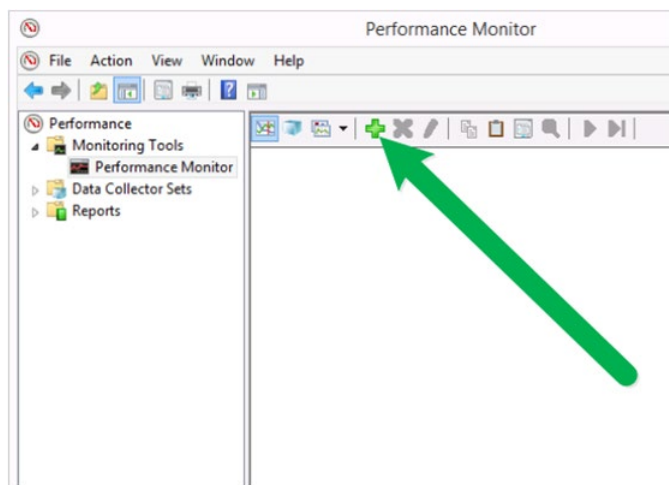 Performance Monitor
File Action View Window Help
Performance
Monitoring Tools
Performance Monitor
Data Collector Sets
Reports